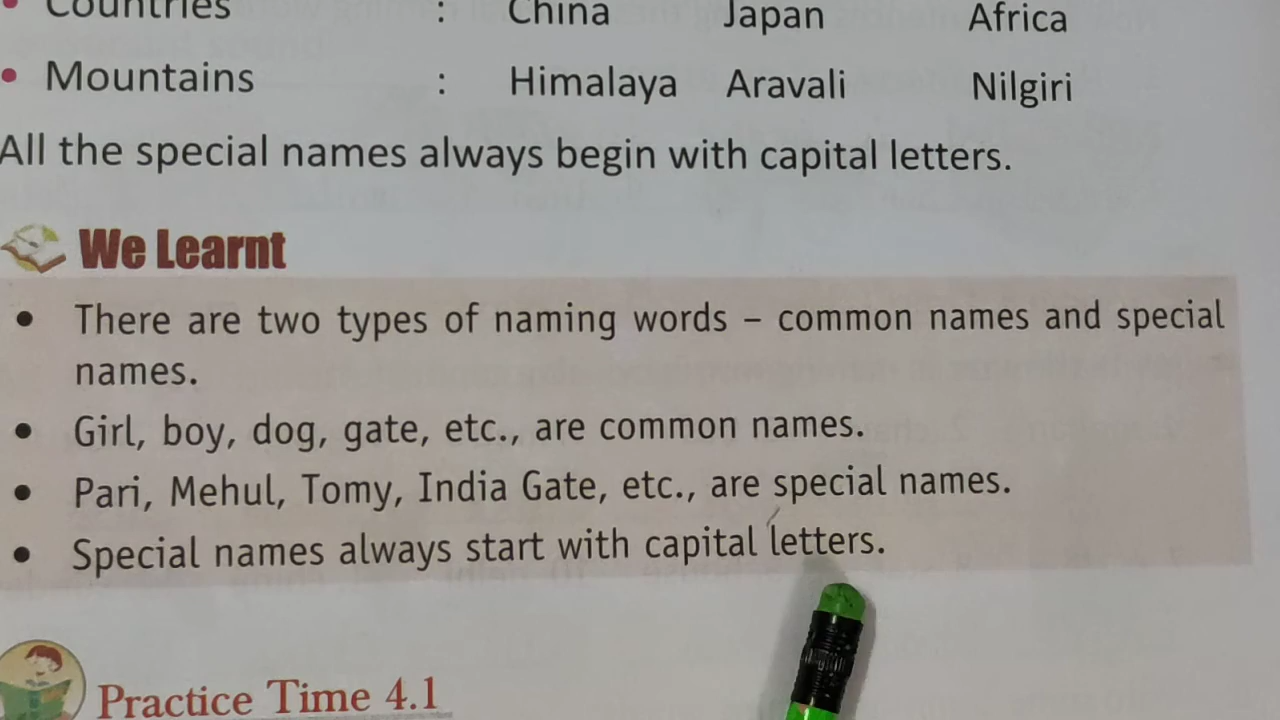 • Countries : China Japan Africa
• Mountains : Himalaya Aravali Nilgiri
All the special names always begin with capital letters.
We Learnt
• There are two types of naming words – common names and special
names.
• Girl, boy, dog, gate, etc., are common names.
• Pari, Mehul, Tomy, India Gate, etc., are special names.
• Special names always start with capital letters.
Practice Time 4.1